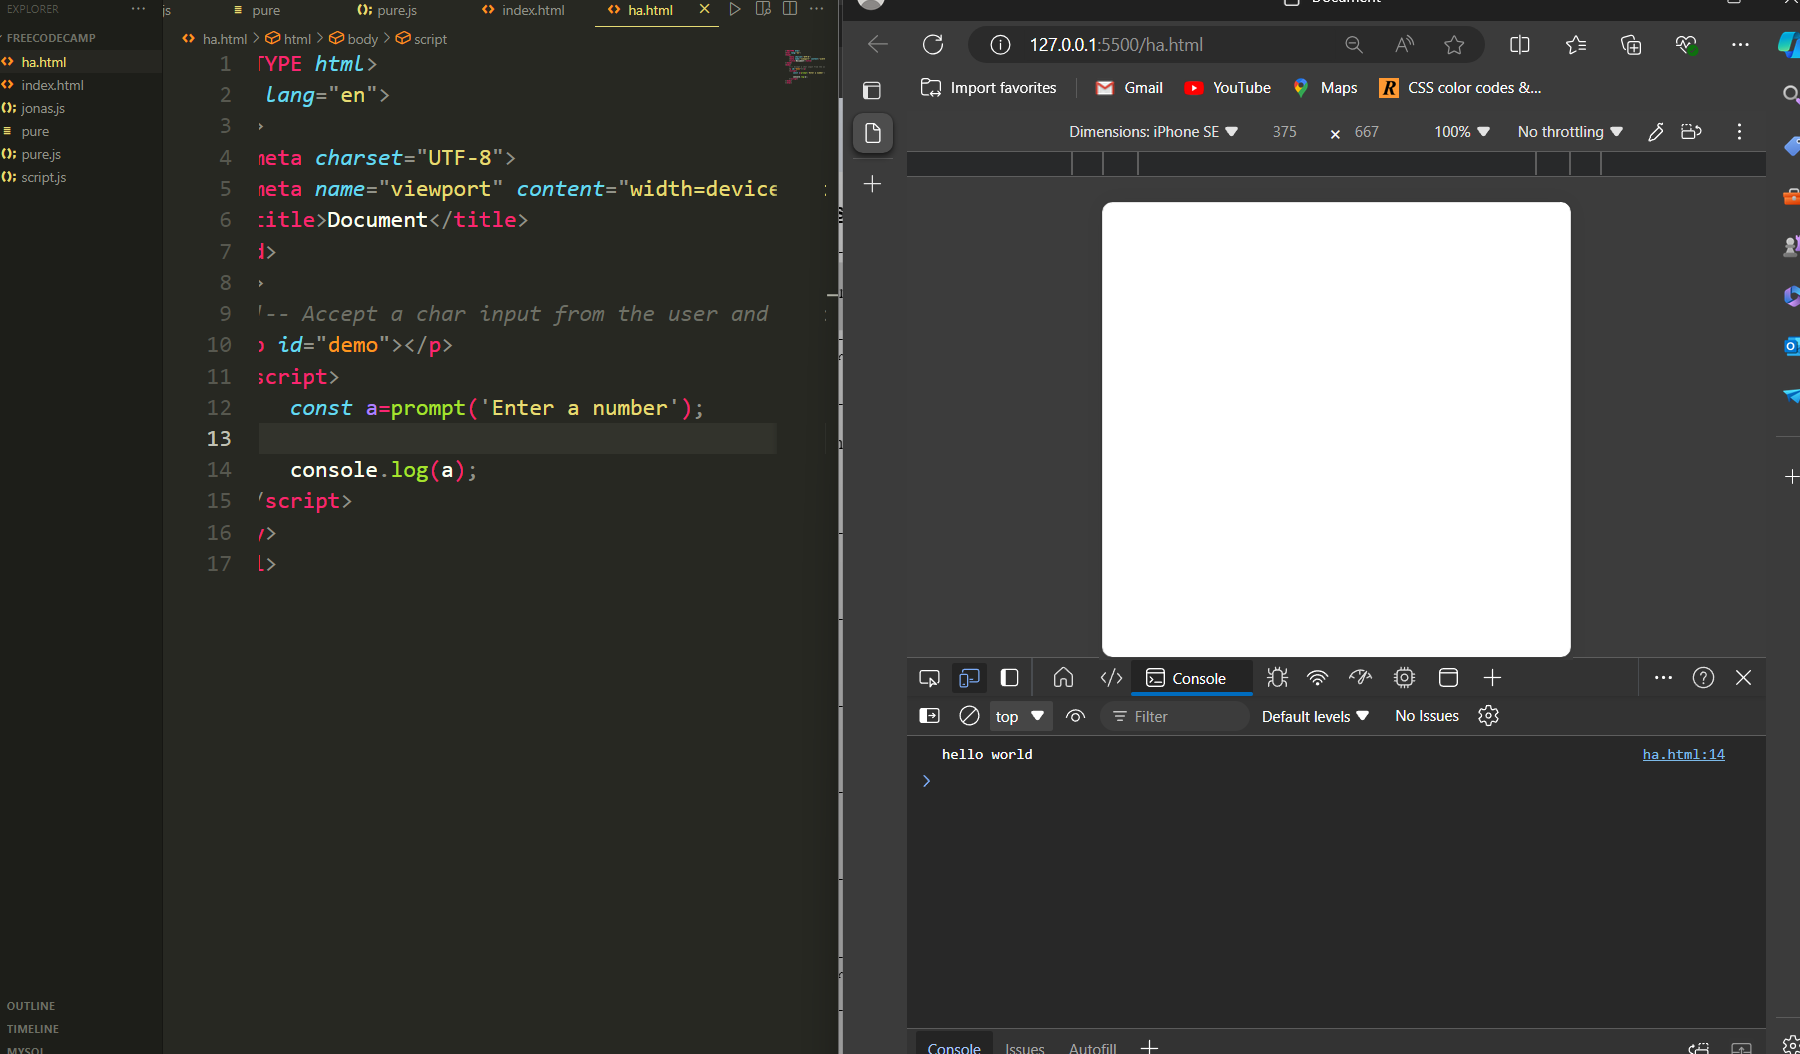 EXPLORER
FREECODECAMP
ha.html
index.html
jonas.js
pure
pure.js
script.js
OUTLINE
TIMELINE
MYSQL
js pure pure.js index.html ha.html
ha.html > html > body > script
1 TYPE html>
2 lang="en">
3 >
4 meta charset="UTF-8">
5 meta name="viewport" content="width=device
6 title>Document</title>
7 d>
8 >
9 !-- Accept a char input from the user and
10 p id="demo"></p>
11 script>
12 const a=prompt('Enter a number');
13
14 console.log(a);
15 /script>
16 y>
17 l>
Document
127.0.0.1:5500/ha.html
Import favorites Gmail YouTube Maps R CSS color codes &...
Dimensions: iPhone SE 375 × 667 100% No throttling
Console
top Filter Default levels No Issues
hello world ha.html:14
>
Console Issues Autofill